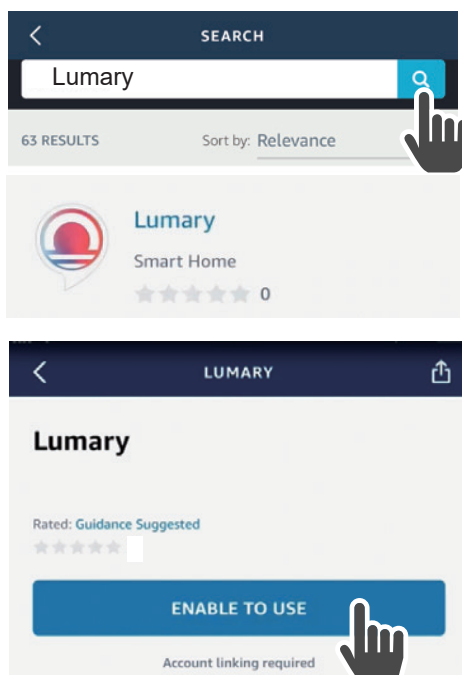 SEARCH
Lumary
63 RESULTS Sort by: Relevance
Lumary
Smart Home
0
LUMARY
Lumary
Rated: Guidance Suggested
ENABLE TO USE
Account linking required